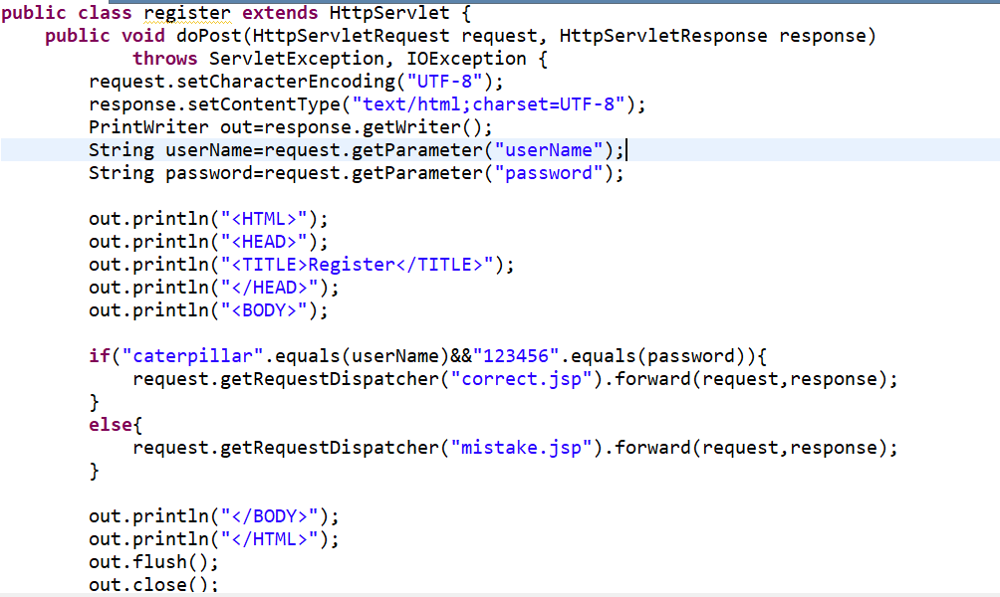 public class register extends HttpServlet {
    public void doPost(HttpServletRequest request, HttpServletResponse response)
            throws ServletException, IOException {
        request.setCharacterEncoding("UTF-8");
        response.setContentType("text/html;charset=UTF-8");
        PrintWriter out=response.getWriter();
        String userName=request.getParameter("userName");
        String password=request.getParameter("password");

        out.println("<HTML>");
        out.println("<HEAD>");
        out.println("<TITLE>Register</TITLE>");
        out.println("</HEAD>");
        out.println("<BODY>");

        if("caterpillar".equals(userName)&&"123456".equals(password)){
            request.getRequestDispatcher("correct.jsp").forward(request,response);
        }
        else{
            request.getRequestDispatcher("mistake.jsp").forward(request,response);
        }

        out.println("</BODY>");
        out.println("</HTML>");
        out.flush();
        out.close();